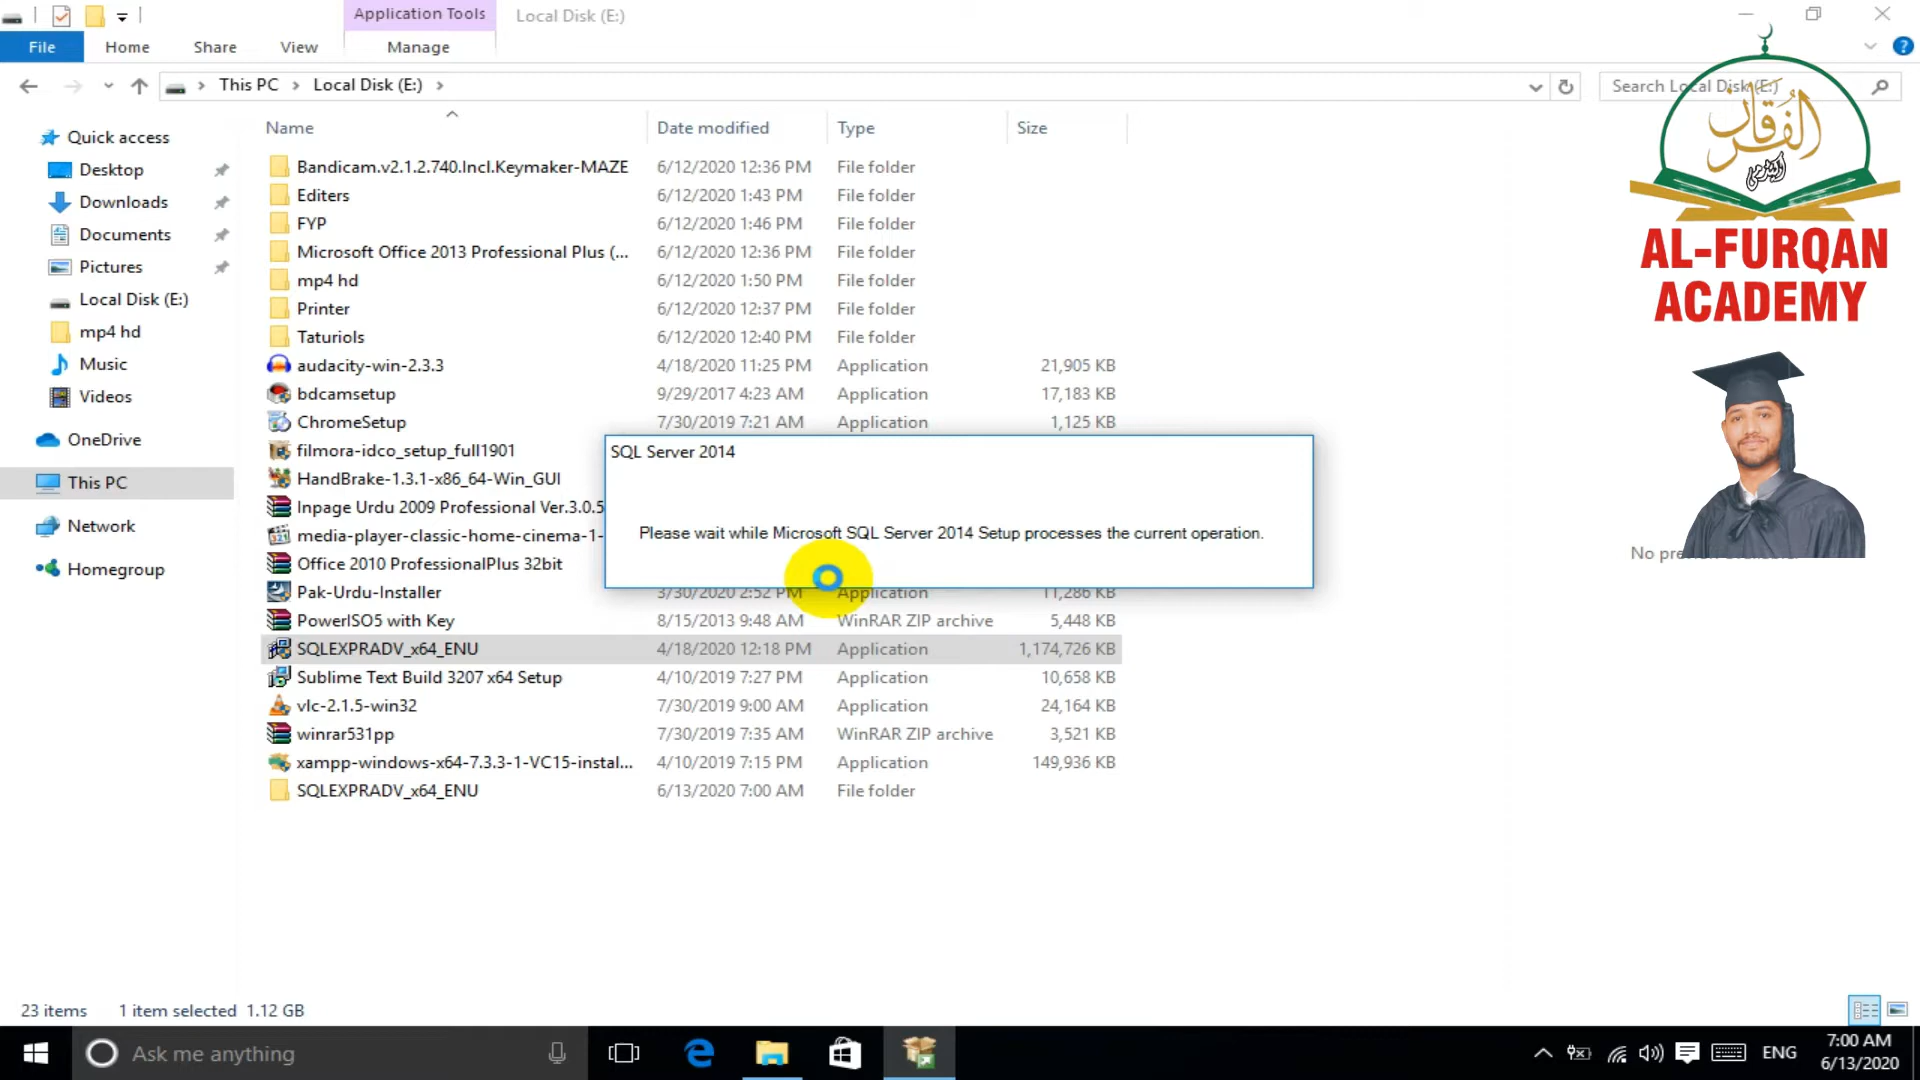 Application Tools
Local Disk (E:)
File
Home
Share
View
Manage
This PC
Local Disk (E:)
Search Local Disk (E:)
Name
Date modified
Type
Size
Quick access
Desktop
Downloads
Documents
Pictures
Local Disk (E:)
mp4 hd
Music
Videos
OneDrive
This PC
Network
Homegroup
Bandicam.v2.1.2.740.Incl.Keymaker-MAZE 6/12/2020 12:36 PM File folder
Editers 6/12/2020 1:43 PM File folder
FYP 6/12/2020 1:46 PM File folder
Microsoft Office 2013 Professional Plus (... 6/12/2020 12:36 PM File folder
mp4 hd 6/12/2020 1:50 PM File folder
Printer 6/12/2020 12:37 PM File folder
Taturiols 6/12/2020 12:40 PM File folder
audacity-win-2.3.3 4/18/2020 11:25 PM Application 21,905 KB
bdcamsetup 9/29/2017 4:23 AM Application 17,183 KB
ChromeSetup 7/30/2019 7:21 AM Application 1,125 KB
filmora-idco_setup_full1901
HandBrake-1.3.1-x86_64-Win_GUI
Inpage Urdu 2009 Professional Ver.3.0.5
media-player-classic-home-cinema-1-
Office 2010 ProfessionalPlus 32bit
Pak-Urdu-Installer 3/30/2020 2:52 PM Application 11,286 KB
PowerISO5 with Key 8/15/2013 9:48 AM WinRAR ZIP archive 5,448 KB
SQLEXPRADV_x64_ENU 4/18/2020 12:18 PM Application 1,174,726 KB
Sublime Text Build 3207 x64 Setup 4/10/2019 7:27 PM Application 10,658 KB
vlc-2.1.5-win32 7/30/2019 9:00 AM Application 24,164 KB
winrar531pp 7/30/2019 7:35 AM WinRAR ZIP archive 3,521 KB
xampp-windows-x64-7.3.3-1-VC15-instal... 4/10/2019 7:15 PM Application 149,936 KB
SQLEXPRADV_x64_ENU 6/13/2020 7:00 AM File folder
SQL Server 2014
Please wait while Microsoft SQL Server 2014 Setup processes the current operation.
الفرقان
اکیڈمی
AL-FURQAN
ACADEMY
No
23 items 1 item selected 1.12 GB
Ask me anything
ENG
7:00 AM
6/13/2020